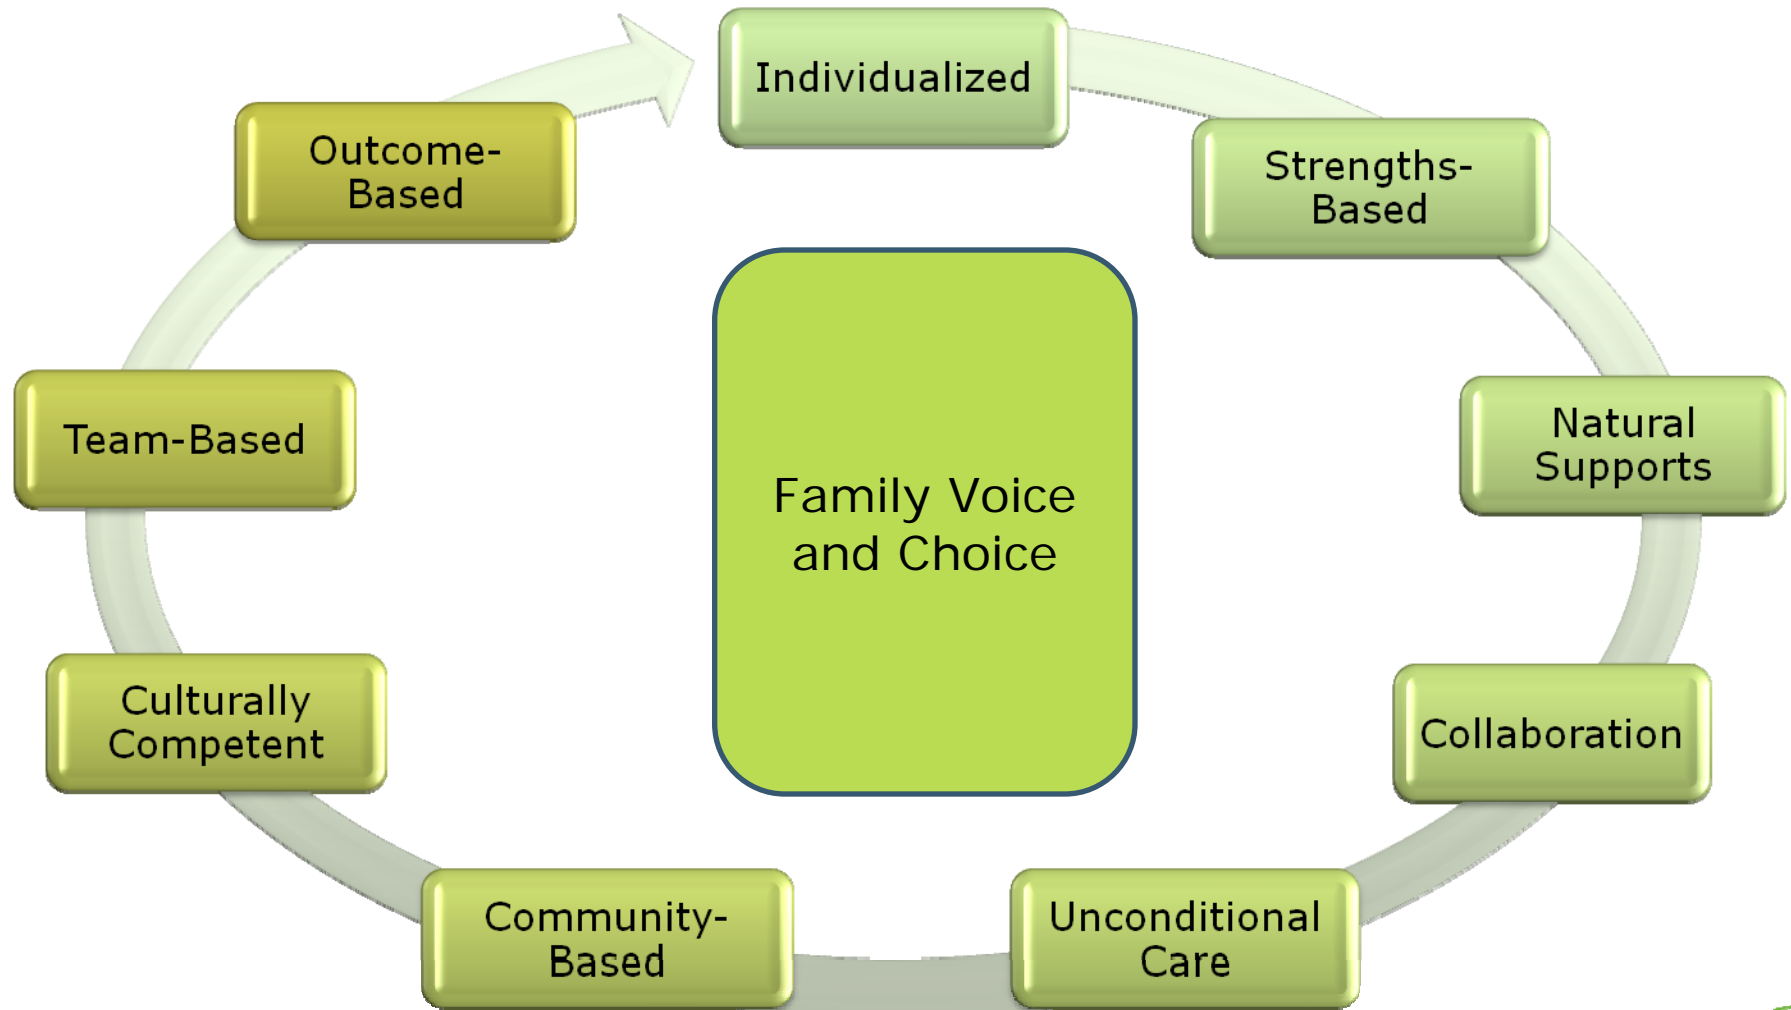 Individualized
Strengths-
Based
Natural
Supports
Collaboration
Unconditional
Care
Community-
Based
Culturally
Competent
Team-Based
Outcome-
Based
Family Voice
and Choice